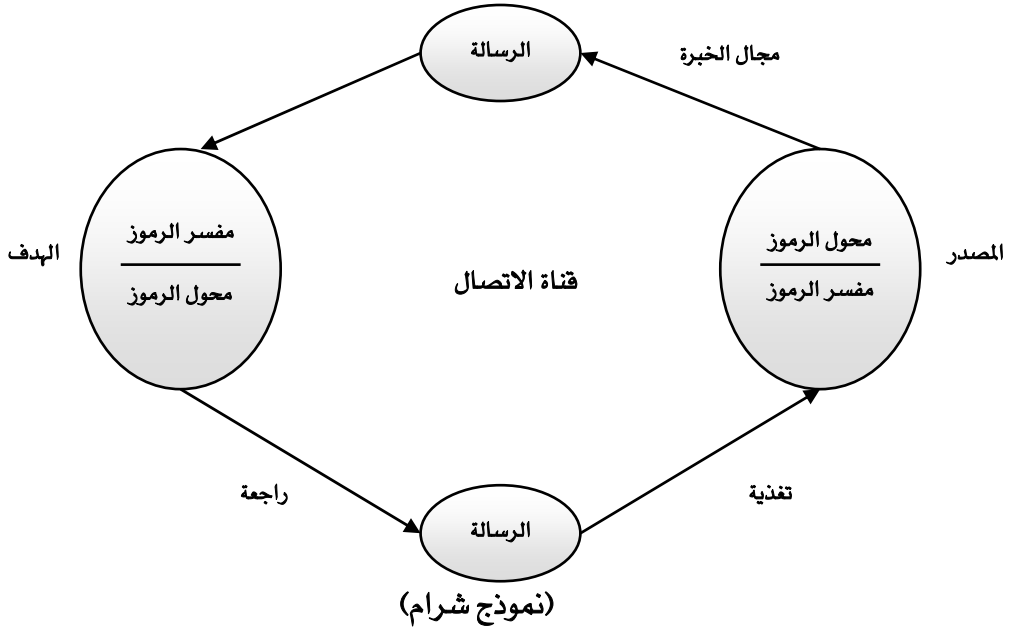 الرسالة
مجال الخبرة
المصدر
محول الرموز
مفسر الرموز
قناة الاتصال
مفسر الرموز
محول الرموز
الهدف
تغذية
راجعة
الرسالة
(نموذج شرام)